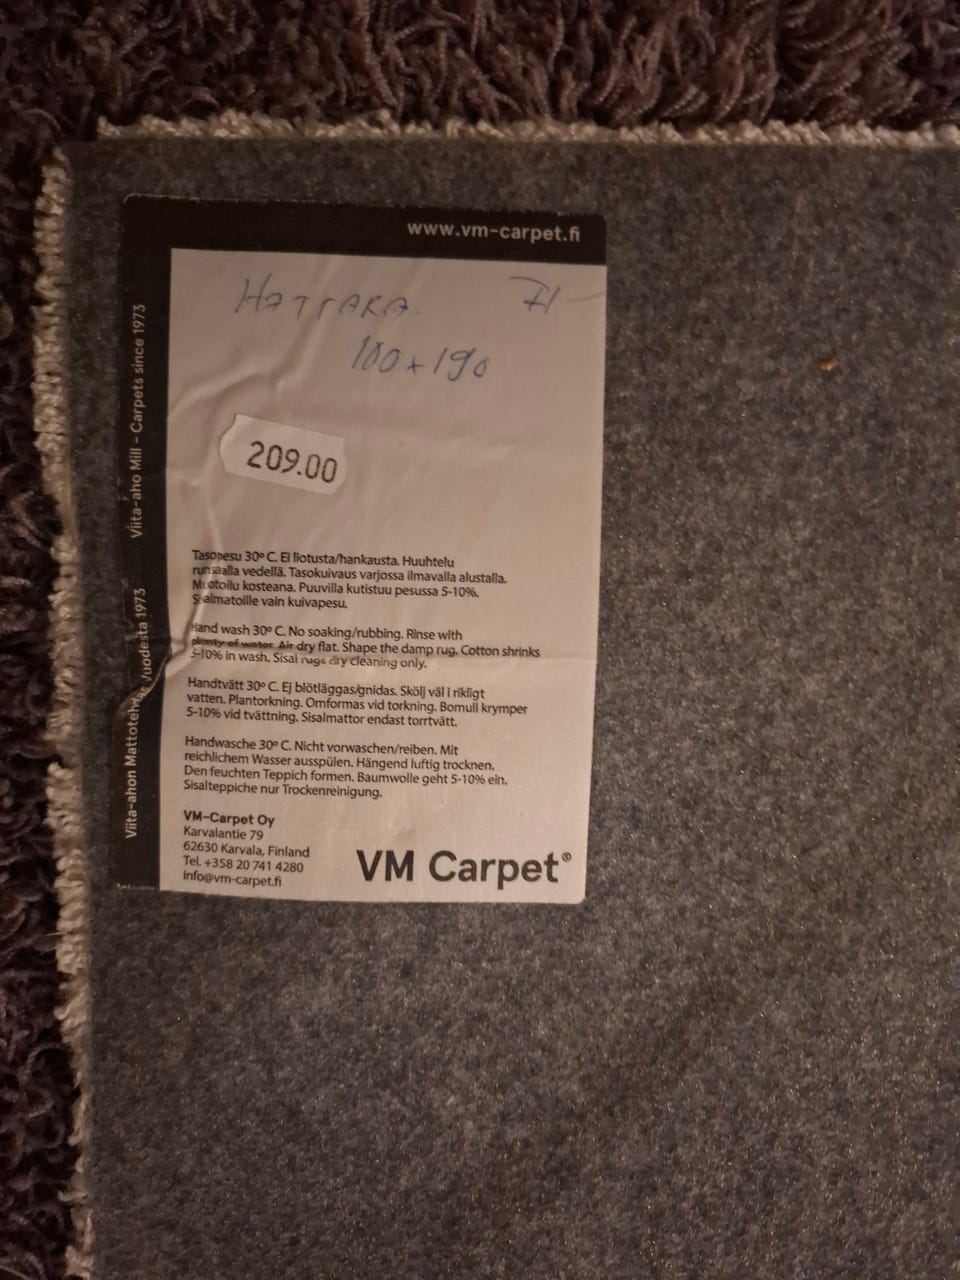 www.vm-carpet.fi
HATTARA 71
100x190
209.00
Viita-aho Mill – Carpets since 1973
Viita-ahon Mattotehdas vuodesta 1973
Tasopesu 30º C. Ei liotusta/hankausta. Huuhtelu
runsaalla vedellä. Tasokuivaus varjossa ilmavalla alustalla.
Muotoilu kosteana. Puuvilla kutistuu pesussa 5-10%.
Sisalmatoille vain kuivapesu.
Hand wash 30º C. No soaking/rubbing. Rinse with
plenty of water. Air dry flat. Shape the damp rug. Cotton shrinks
5-10% in wash. Sisal rugs dry cleaning only.
Handtvätt 30º C. Ej blötläggas/gnidas. Skölj väl i rikligt
vatten. Plantorkning. Omformas vid torkning. Bomull krymper
5-10% vid tvättning. Sisalmattor endast torrtvätt.
Handwasche 30º C. Nicht vorwaschen/reiben. Mit
reichlichem Wasser ausspülen. Hängend luftig trocknen.
Den feuchten Teppich formen. Baumwolle geht 5-10% ein.
Sisalteppiche nur Trockenreinigung.
VM-Carpet Oy
Karvalantie 79
62630 Karvala, Finland
Tel. +358 20 741 4280
info@vm-carpet.fi
VM Carpet®